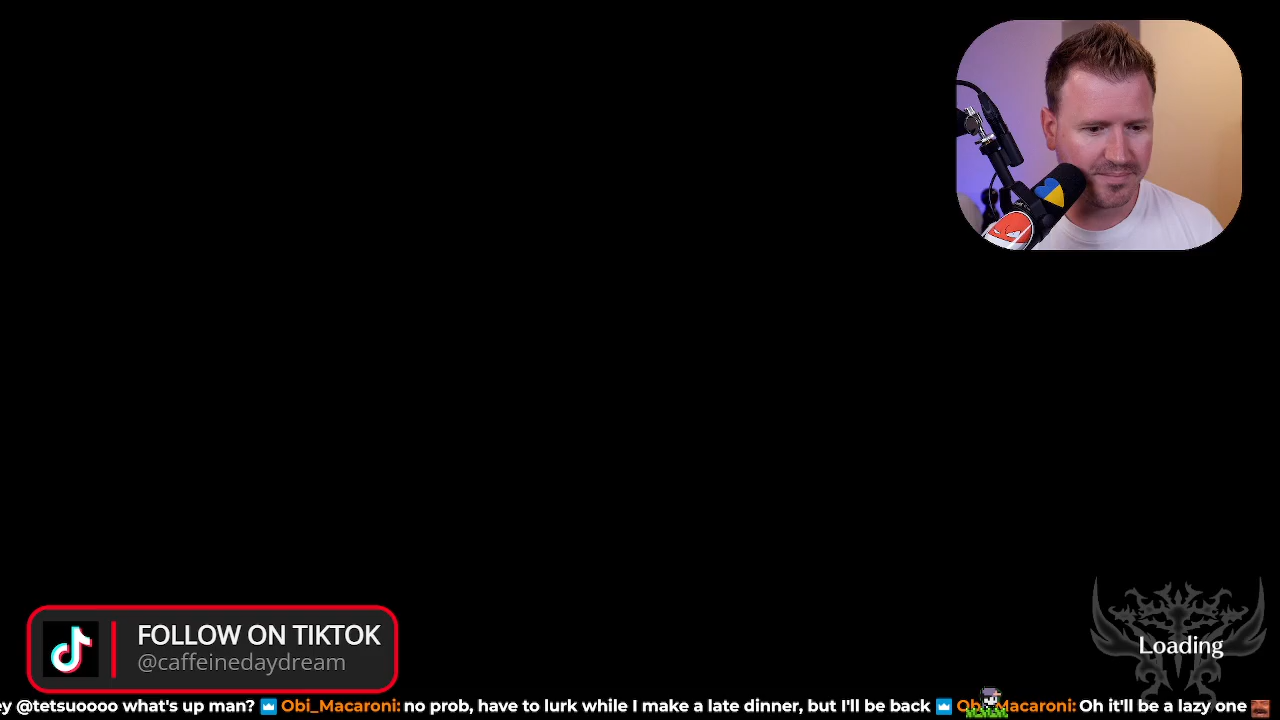 FOLLOW ON TIKTOK
@caffeinedaydream
Loading
@tetsuoooo what's up man? Obi_Macaroni: no prob, have to lurk while I make a late dinner, but I'll be back Obi_Macaroni: Oh it'll be a lazy one